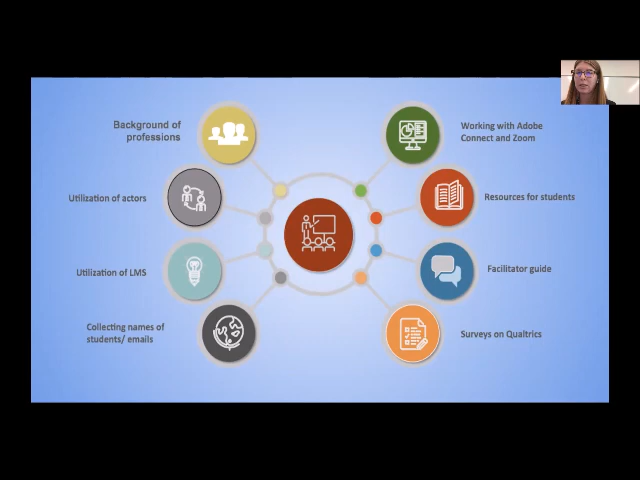 Background of
professions
Utilization of actors
Utilization of LMS
Collecting names of
students/ emails
Working with Adobe
Connect and Zoom
Resources for students
Facilitator guide
Surveys on Qualtrics